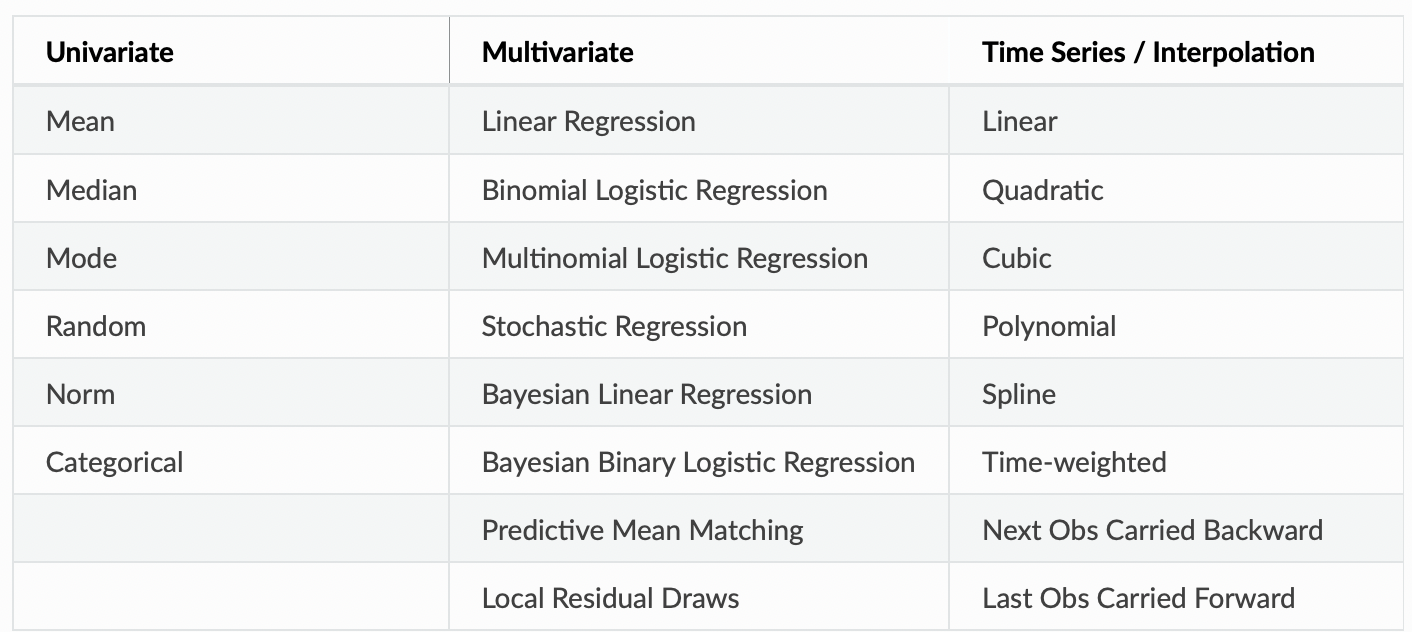 Univariate Multivariate Time Series / Interpolation
Mean Linear Regression Linear
Median Binomial Logistic Regression Quadratic
Mode Multinomial Logistic Regression Cubic
Random Stochastic Regression Polynomial
Norm Bayesian Linear Regression Spline
Categorical Bayesian Binary Logistic Regression Time-weighted
Predictive Mean Matching Next Obs Carried Backward
Local Residual Draws Last Obs Carried Forward